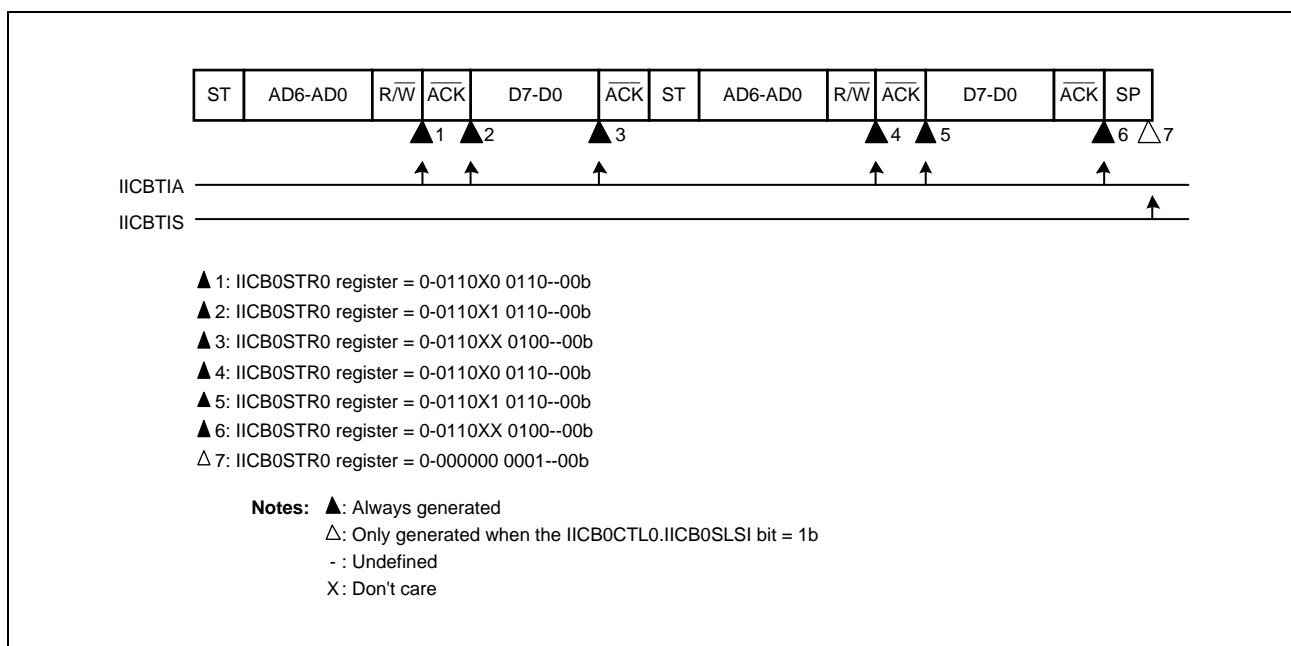 ST AD6-AD0 R/W ACK D7-D0 ACK ST AD6-AD0 R/W ACK D7-D0 ACK SP
▲1 ▲2 ▲3 ▲4 ▲5 ▲6 △7
IICBTIA
IICBTIS
▲ 1: IICB0STR0 register = 0-0110X0 0110--00b
▲ 2: IICB0STR0 register = 0-0110X1 0110--00b
▲ 3: IICB0STR0 register = 0-0110XX 0100--00b
▲ 4: IICB0STR0 register = 0-0110X0 0110--00b
▲ 5: IICB0STR0 register = 0-0110X1 0110--00b
▲ 6: IICB0STR0 register = 0-0110XX 0100--00b
△ 7: IICB0STR0 register = 0-000000 0001--00b
Notes: ▲: Always generated
△: Only generated when the IICB0CTL0.IICB0SLSI bit = 1b
- : Undefined
X : Don't care